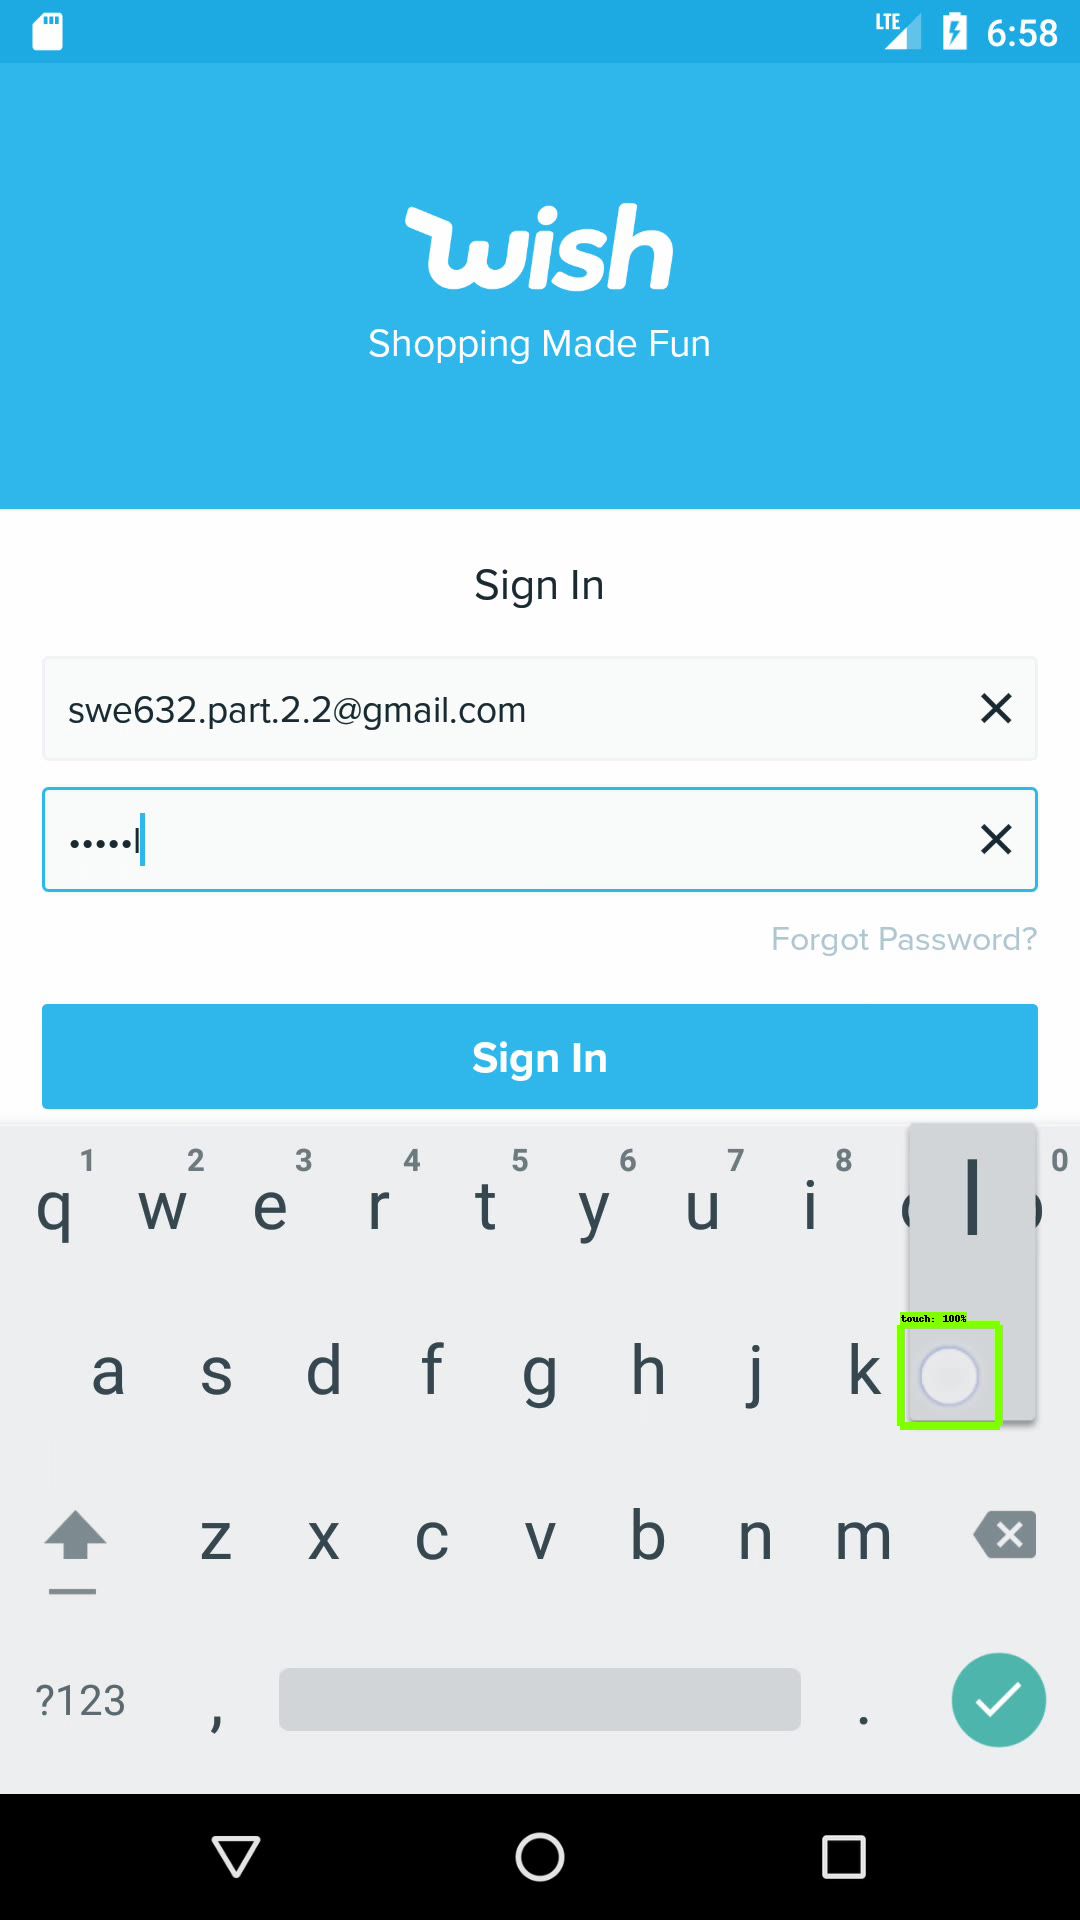 LTE 6:58
wish
Shopping Made Fun
Sign In
swe632.part.2.2@gmail.com
•••••l
Forgot Password?
Sign In
1 2 3 4 5 6 7 8 0
q w e r t y u i l
touch: 100%
a s d f g h j k
z x c v b n m
?123 , .